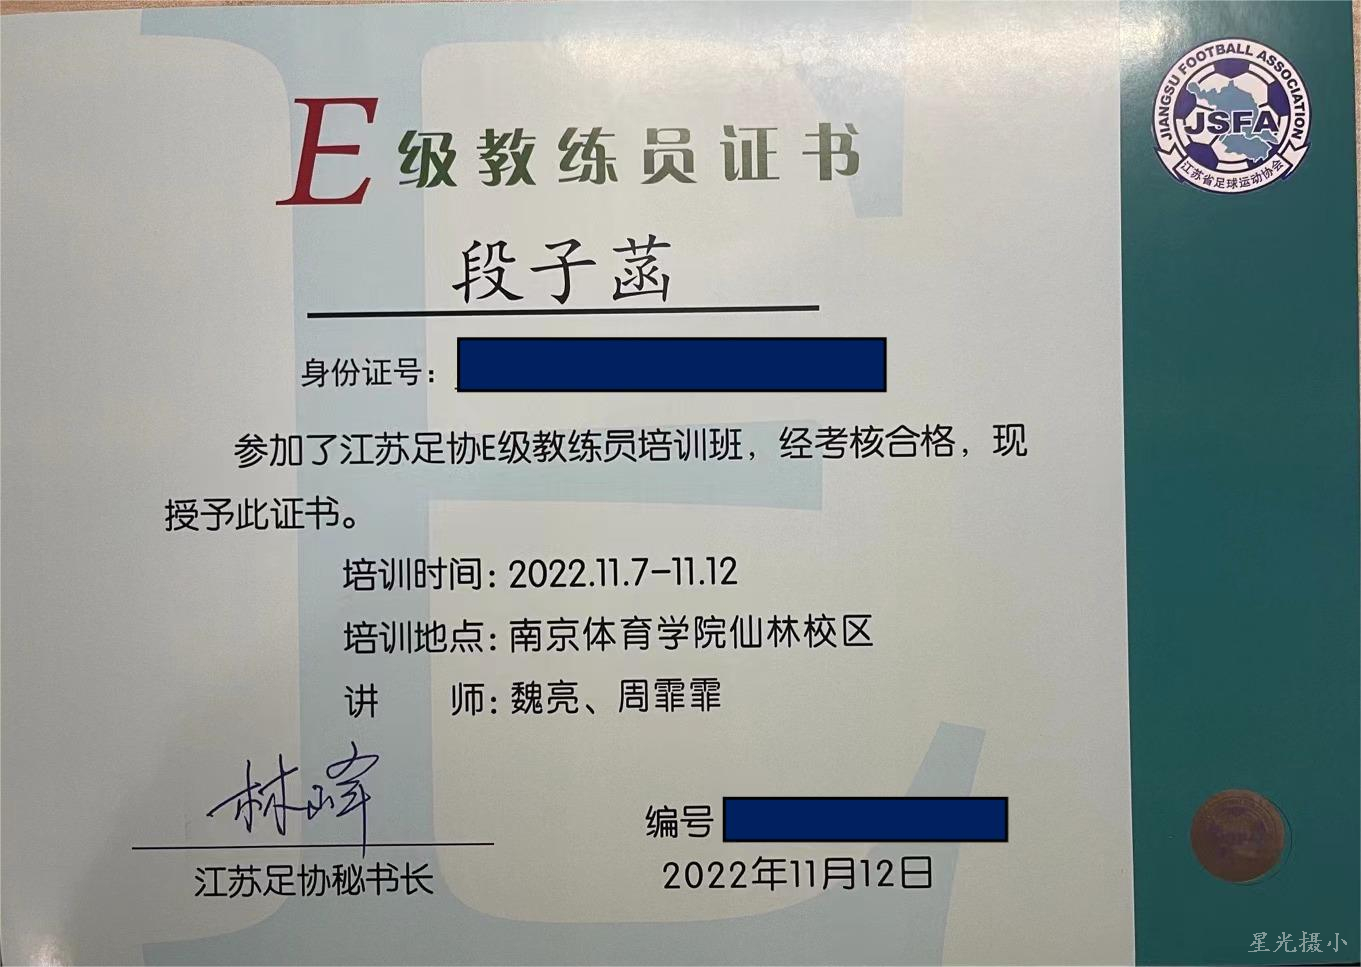 JIANGSU FOOTBALL ASSOCIATION
JSFA
江苏省足球运动协会
E级教练员证书
段子菡
身份证号：
参加了江苏足协E级教练员培训班，经考核合格，现
授予此证书。
培训时间：2022.11.7-11.12
培训地点：南京体育学院仙林校区
讲 师：魏亮、周霏霏
林峰
江苏足协秘书长
编号
2022年11月12日
星光摄小